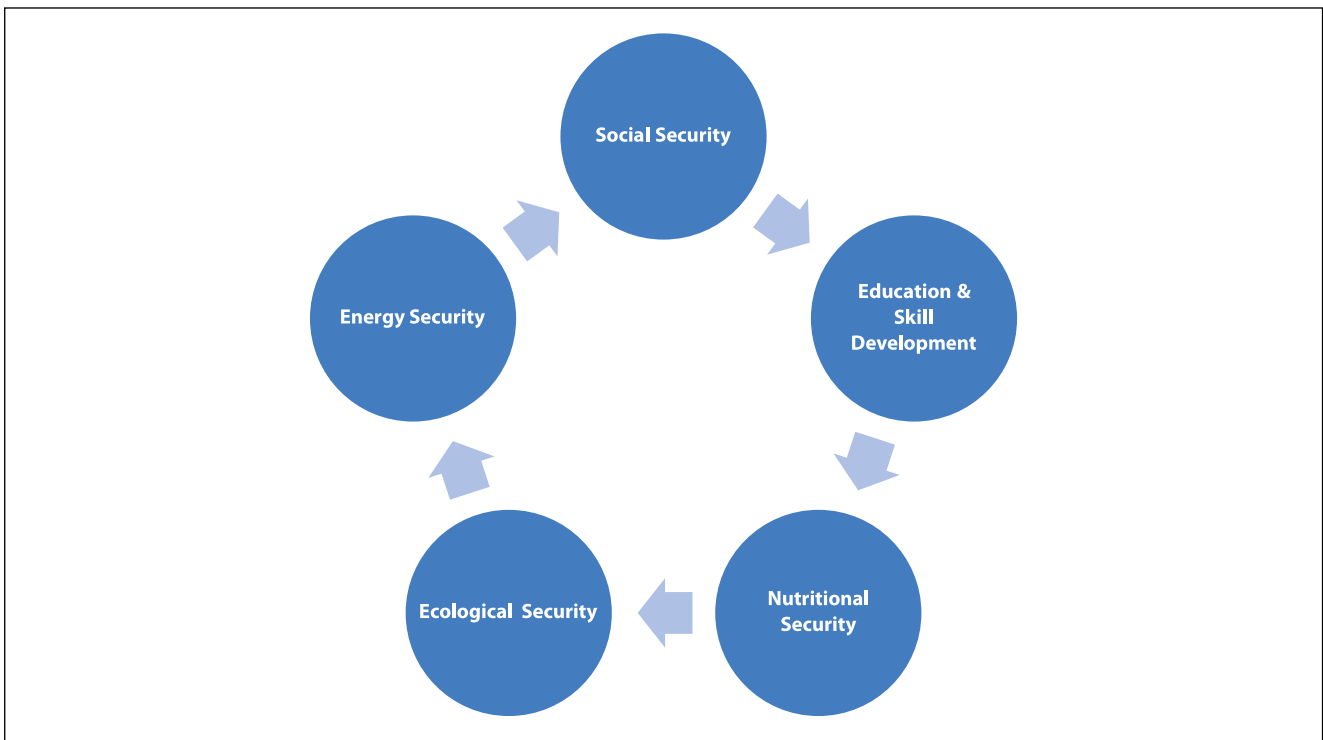 Social Security
Education &
Skill
Development
Nutritional
Security
Ecological Security
Energy Security